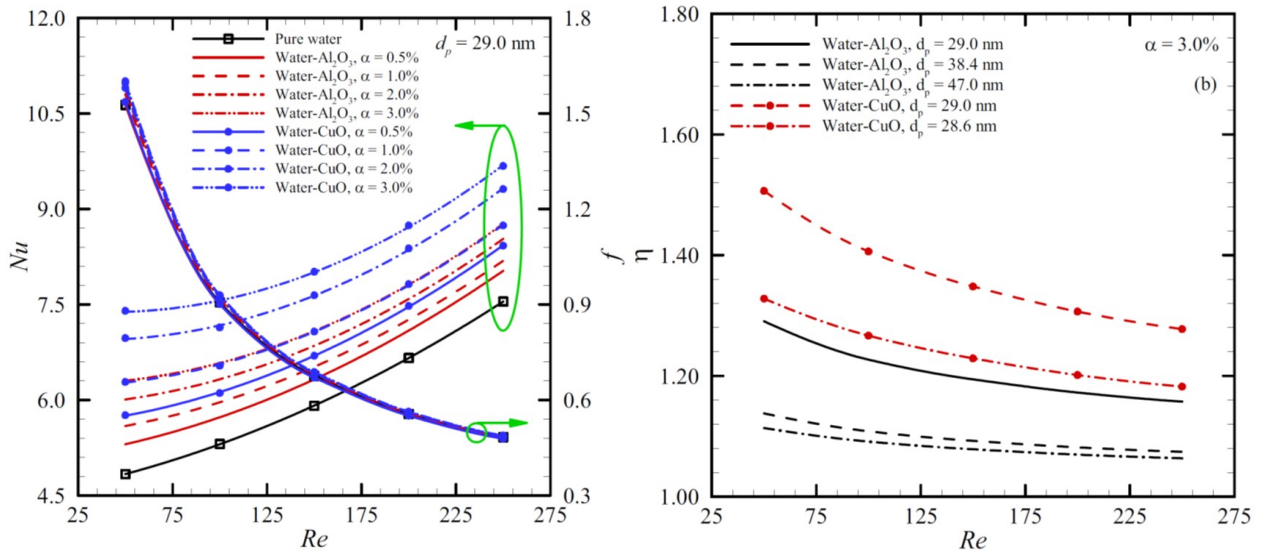 12.0
10.5
9.0
7.5
6.0
4.5
Nu
25
75
125
175
225
275
Re
1.8
1.5
1.2
0.9
0.6
0.3
f
Pure water
Water-Al₂O₃, α = 0.5%
Water-Al₂O₃, α = 1.0%
Water-Al₂O₃, α = 2.0%
Water-Al₂O₃, α = 3.0%
Water-CuO, α = 0.5%
Water-CuO, α = 1.0%
Water-CuO, α = 2.0%
Water-CuO, α = 3.0%
dₚ = 29.0 nm
1.80
1.60
1.40
1.20
1.00
η
25
75
125
175
225
275
Re
Water-Al₂O₃, dₚ = 29.0 nm
Water-Al₂O₃, dₚ = 38.4 nm
Water-Al₂O₃, dₚ = 47.0 nm
Water-CuO, dₚ = 29.0 nm
Water-CuO, dₚ = 28.6 nm
α = 3.0%
(b)